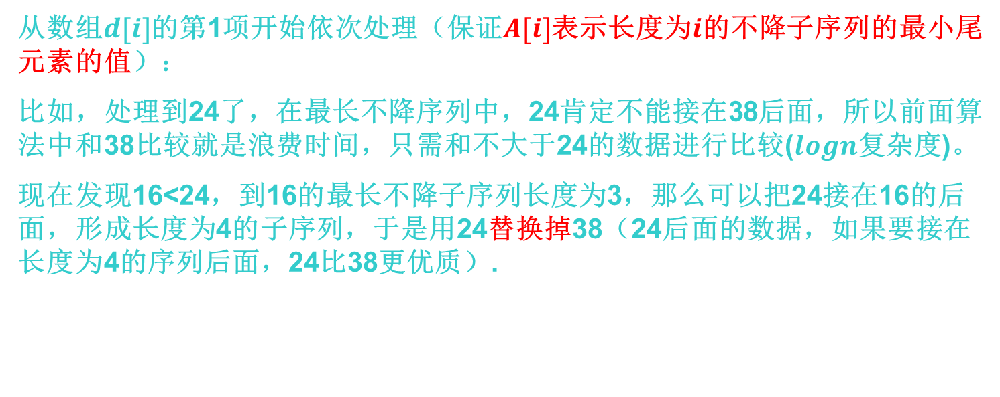 从数组d[i]的第1项开始依次处理（保证A[i]表示长度为i的不降子序列的最小尾
元素的值）：
比如，处理到24了，在最长不降序列中，24肯定不能接在38后面，所以前面算
法中和38比较就是浪费时间，只需和不大于24的数据进行比较(logn复杂度)。
现在发现16<24，到16的最长不降子序列长度为3，那么可以把24接在16的后
面，形成长度为4的子序列，于是用24替换掉38（24后面的数据，如果要接在
长度为4的序列后面，24比38更优质）.